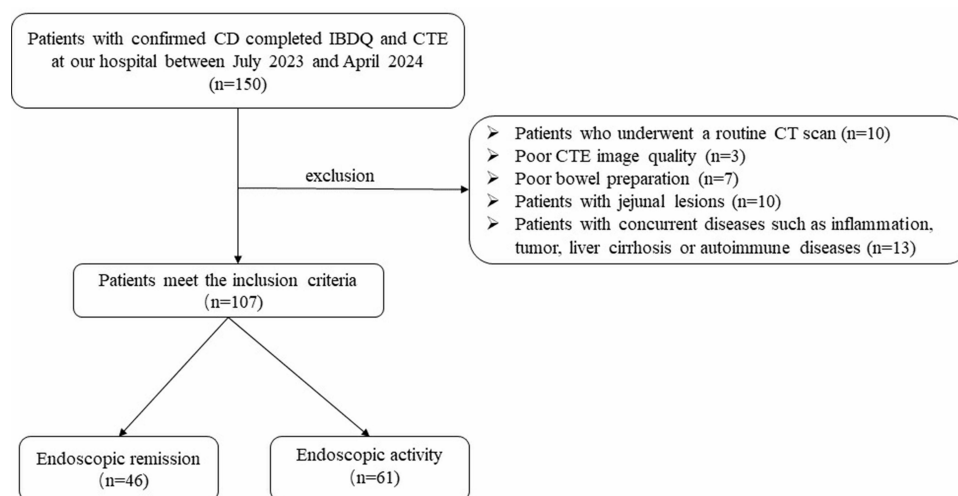 Patients with confirmed CD completed IBDQ and CTE
at our hospital between July 2023 and April 2024
(n=150)
exclusion
➢ Patients who underwent a routine CT scan (n=10)
➢ Poor CTE image quality (n=3)
➢ Poor bowel preparation (n=7)
➢ Patients with jejunal lesions (n=10)
➢ Patients with concurrent diseases such as inflammation,
tumor, liver cirrhosis or autoimmune diseases (n=13)
Patients meet the inclusion criteria
(n=107)
Endoscopic remission
(n=46)
Endoscopic activity
(n=61)